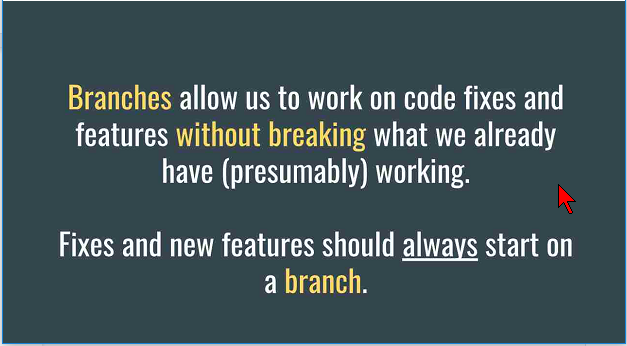 Branches allow us to work on code fixes and
features without breaking what we already
have (presumably) working.
Fixes and new features should always start on
a branch.